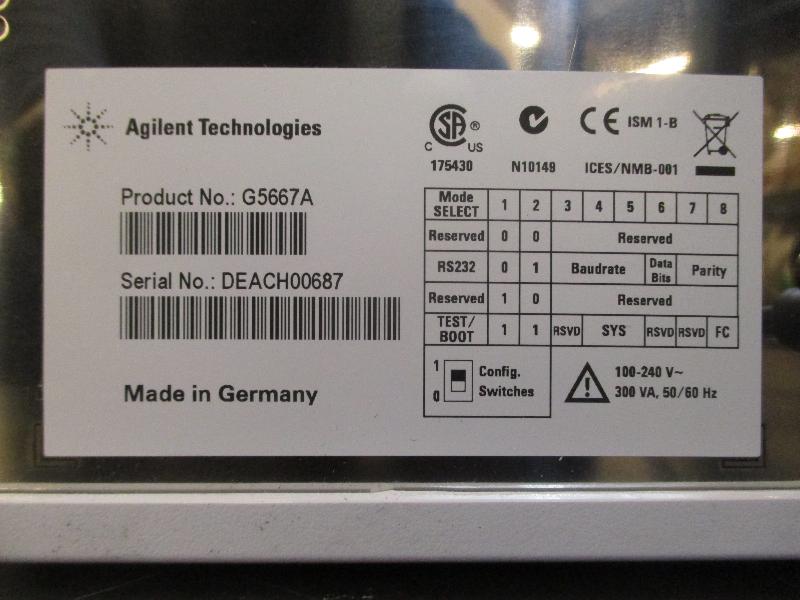 Agilent Technologies
SA®
C US
175430
N10149
CE ISM 1-B
ICES/NMB-001
Product No.: G5667A
Serial No.: DEACH00687
Made in Germany
Mode SELECT 1 2 3 4 5 6 7 8
Reserved 0 0 Reserved
RS232 0 1 Baudrate Data Bits Parity
Reserved 1 0 Reserved
TEST/ BOOT 1 1 RSVD SYS RSVD RSVD FC
1
0
Config.
Switches
100-240 V~
300 VA, 50/60 Hz